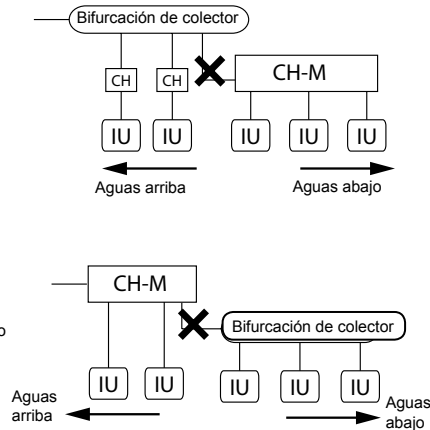 Bifurcación de colector
CH CH CH-M
IU IU IU IU IU
Aguas arriba Aguas abajo
CH-M
o
Bifurcación de colector
IU IU IU IU IU
Aguas
arriba
Aguas
abajo